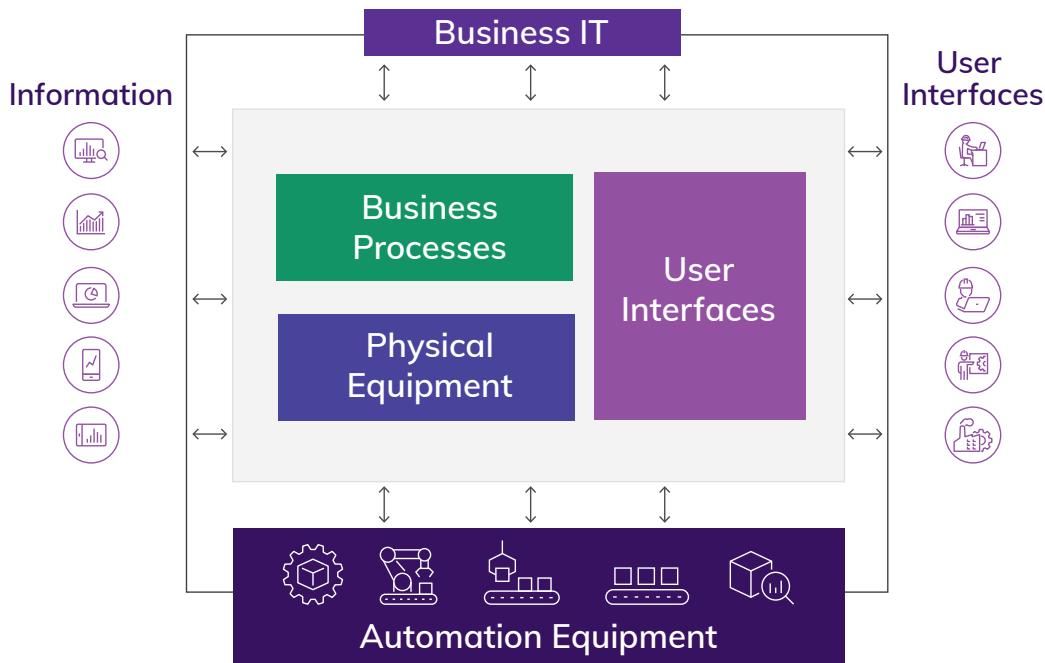 Business IT
Information
User
Interfaces
Business
Processes
User
Interfaces
Physical
Equipment
Automation Equipment